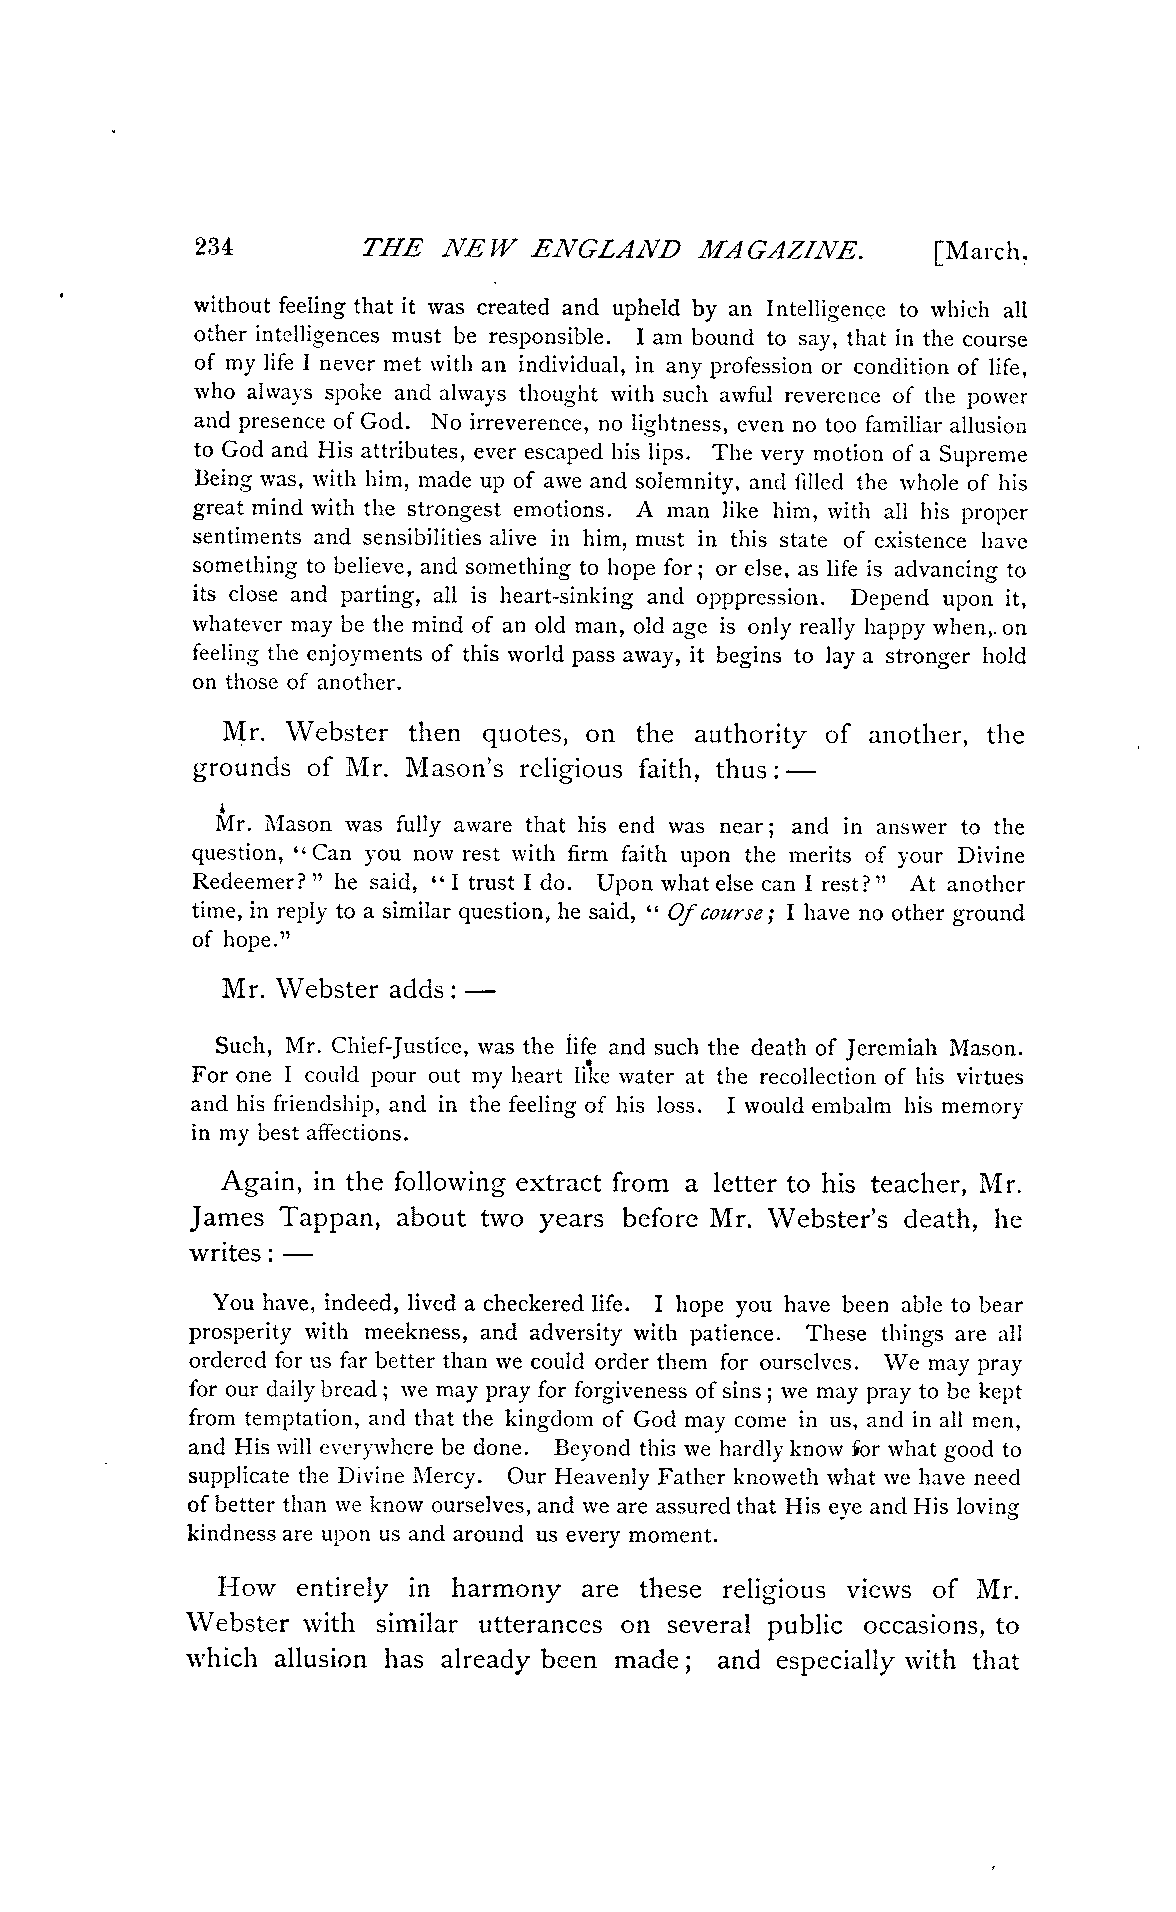 234 THE NEW ENGLAND MAGAZINE. [March,
without feeling that it was created and upheld by an Intelligence to which all
other intelligences must be responsible. I am bound to say, that in the course
of my life I never met with an individual, in any profession or condition of life,
who always spoke and always thought with such awful reverence of the power
and presence of God. No irreverence, no lightness, even no too familiar allusion
to God and His attributes, ever escaped his lips. The very motion of a Supreme
Being was, with him, made up of awe and solemnity, and filled the whole of his
great mind with the strongest emotions. A man like him, with all his proper
sentiments and sensibilities alive in him, must in this state of existence have
something to believe, and something to hope for; or else, as life is advancing to
its close and parting, all is heart-sinking and opppression. Depend upon it,
whatever may be the mind of an old man, old age is only really happy when, on
feeling the enjoyments of this world pass away, it begins to lay a stronger hold
on those of another.
Mr. Webster then quotes, on the authority of another, the
grounds of Mr. Mason's religious faith, thus: —
Mr. Mason was fully aware that his end was near; and in answer to the
question, "Can you now rest with firm faith upon the merits of your Divine
Redeemer?" he said, "I trust I do. Upon what else can I rest?" At another
time, in reply to a similar question, he said, "Of course; I have no other ground
of hope."
Mr. Webster adds: —
Such, Mr. Chief-Justice, was the life and such the death of Jeremiah Mason.
For one I could pour out my heart like water at the recollection of his virtues
and his friendship, and in the feeling of his loss. I would embalm his memory
in my best affections.
Again, in the following extract from a letter to his teacher, Mr.
James Tappan, about two years before Mr. Webster's death, he
writes: —
You have, indeed, lived a checkered life. I hope you have been able to bear
prosperity with meekness, and adversity with patience. These things are all
ordered for us far better than we could order them for ourselves. We may pray
for our daily bread; we may pray for forgiveness of sins; we may pray to be kept
from temptation, and that the kingdom of God may come in us, and in all men,
and His will everywhere be done. Beyond this we hardly know for what good to
supplicate the Divine Mercy. Our Heavenly Father knoweth what we have need
of better than we know ourselves, and we are assured that His eye and His loving
kindness are upon us and around us every moment.
How entirely in harmony are these religious views of Mr.
Webster with similar utterances on several public occasions, to
which allusion has already been made; and especially with that